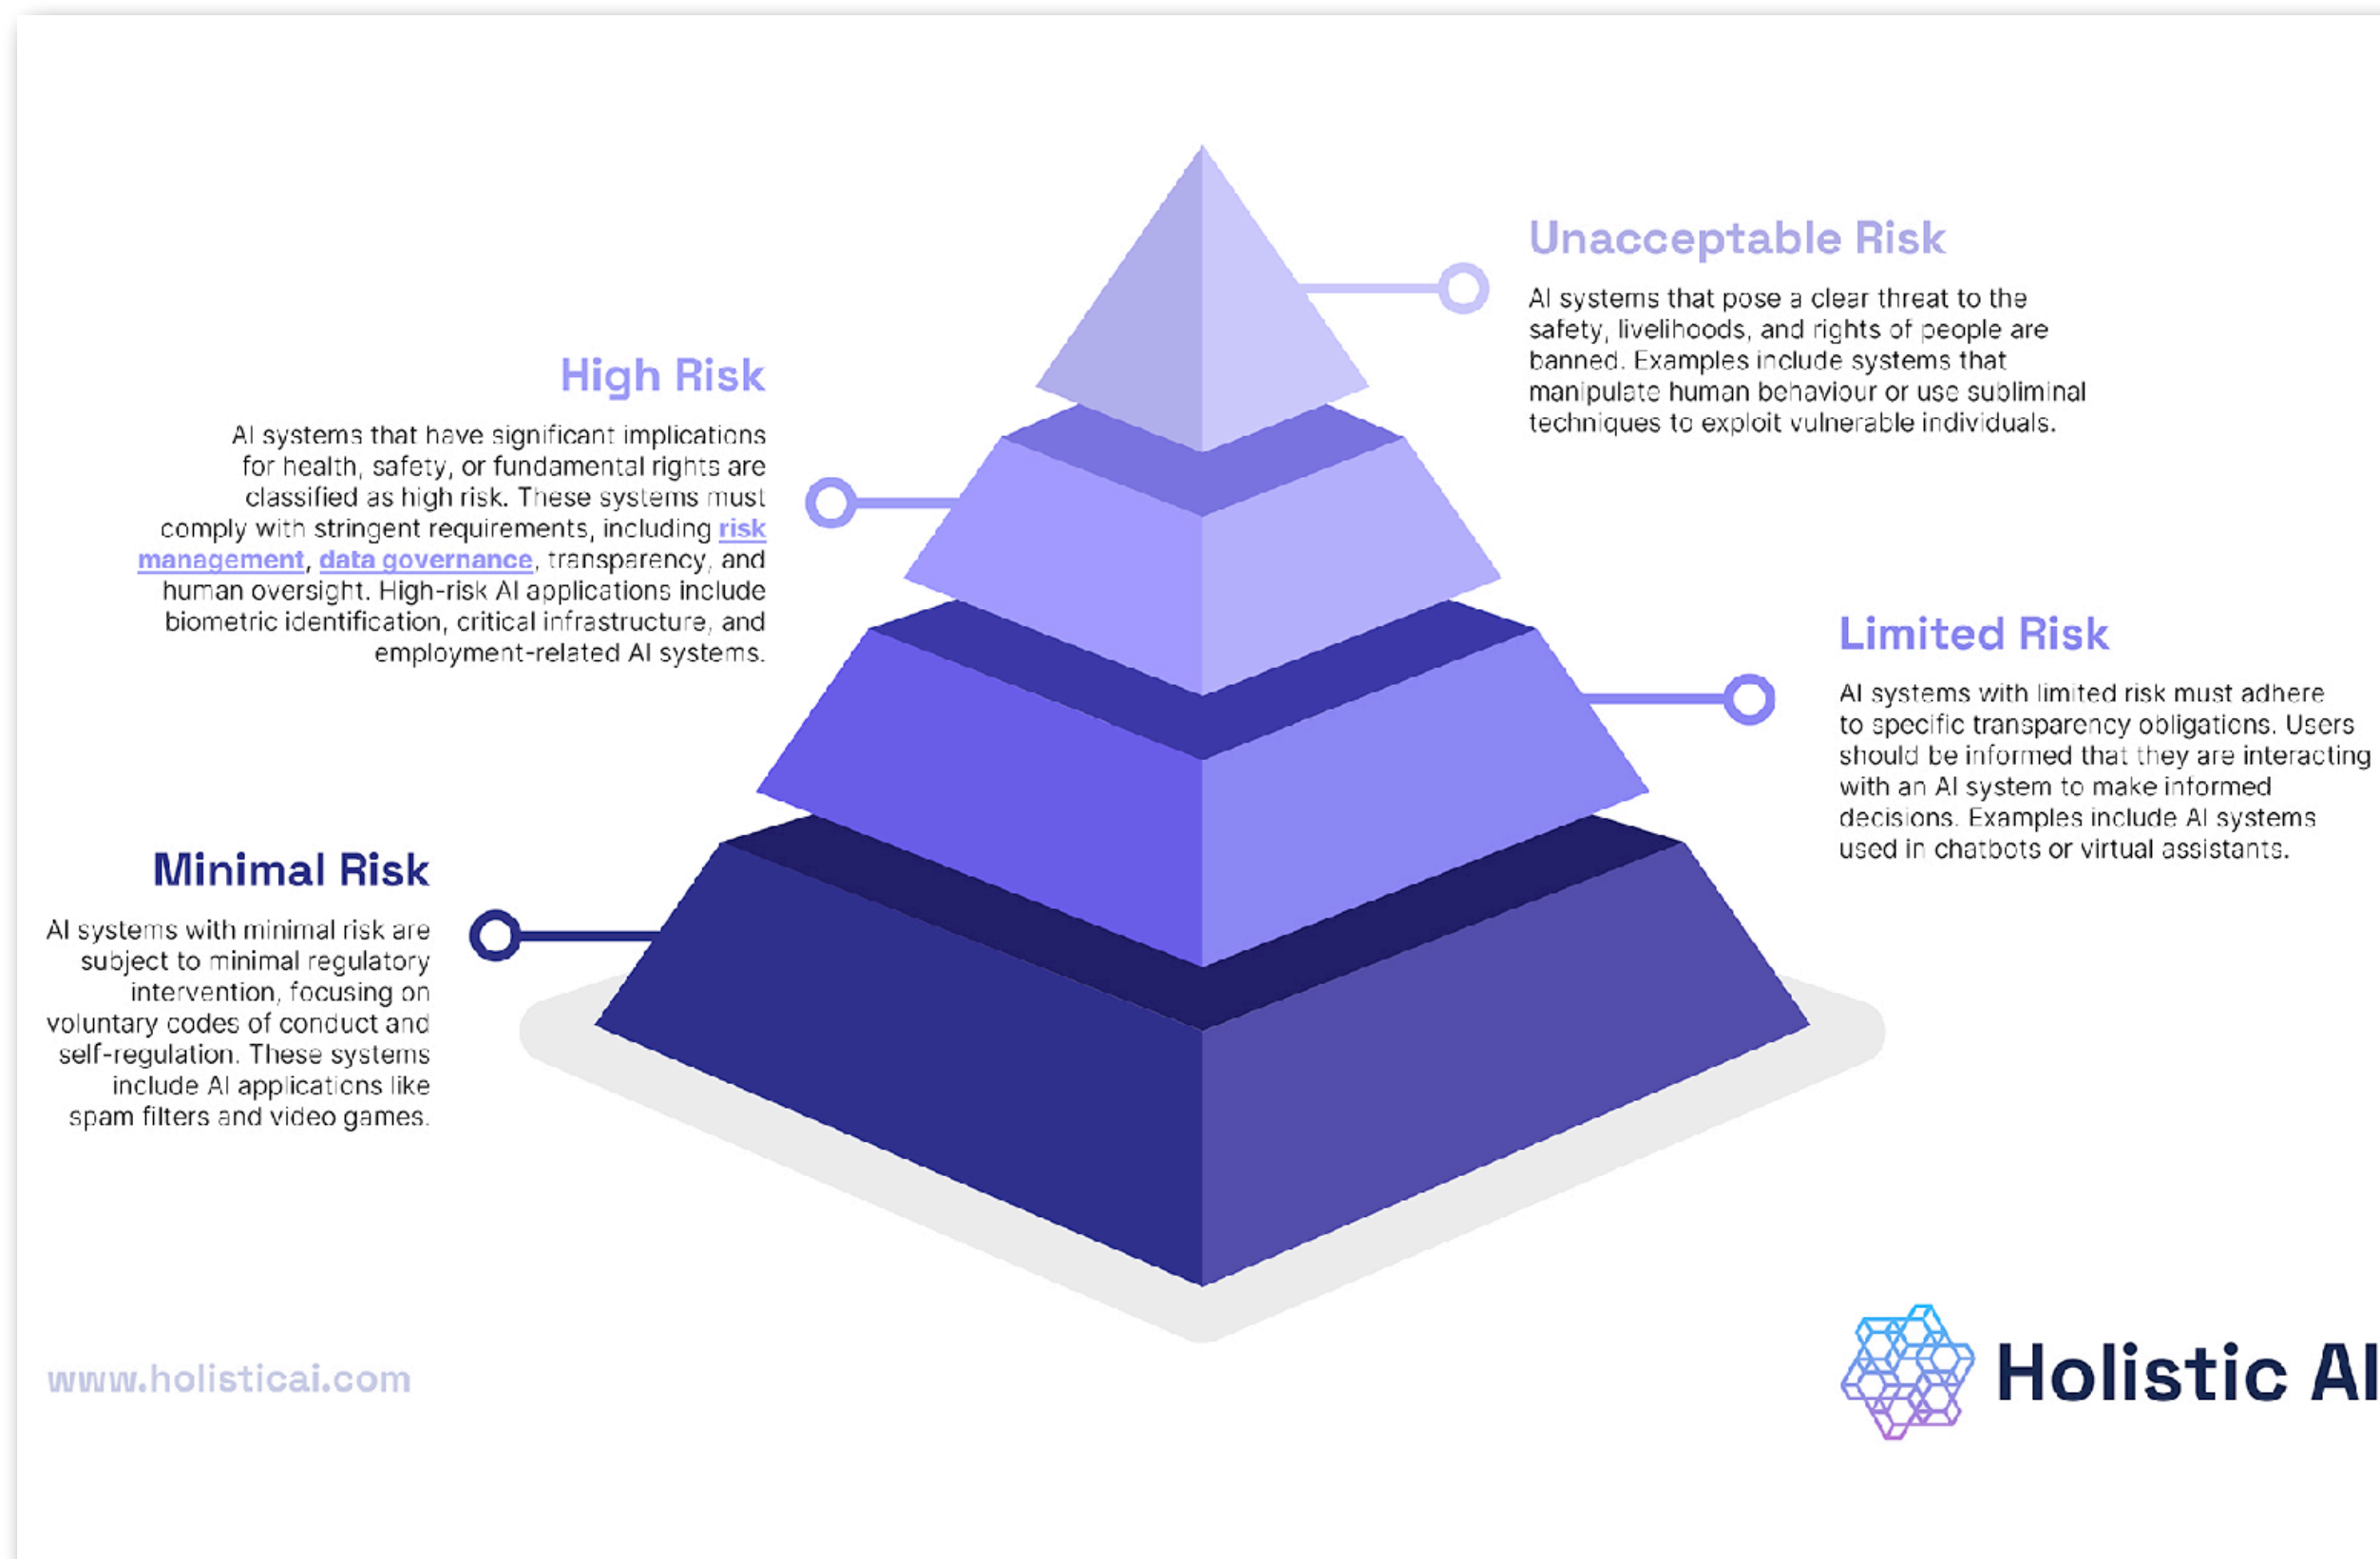 Unacceptable Risk
AI systems that pose a clear threat to the
safety, livelihoods, and rights of people are
banned. Examples include systems that
manipulate human behaviour or use subliminal
techniques to exploit vulnerable individuals.
High Risk
AI systems that have significant implications
for health, safety, or fundamental rights are
classified as high risk. These systems must
comply with stringent requirements, including risk
management, data governance, transparency, and
human oversight. High-risk AI applications include
biometric identification, critical infrastructure, and
employment-related AI systems.
Limited Risk
AI systems with limited risk must adhere
to specific transparency obligations. Users
should be informed that they are interacting
with an AI system to make informed
decisions. Examples include AI systems
used in chatbots or virtual assistants.
Minimal Risk
AI systems with minimal risk are
subject to minimal regulatory
intervention, focusing on
voluntary codes of conduct and
self-regulation. These systems
include AI applications like
spam filters and video games.
www.holisticai.com
Holistic AI